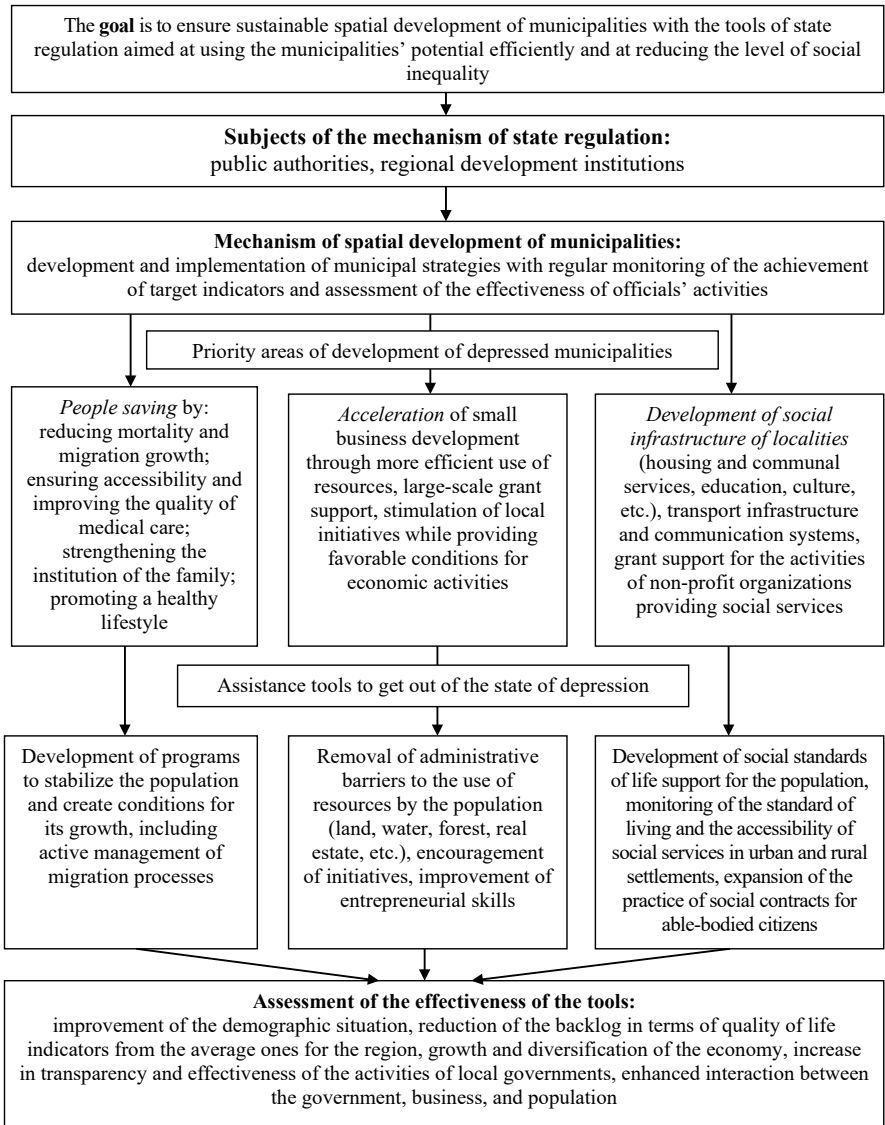 The goal is to ensure sustainable spatial development of municipalities with the tools of state
regulation aimed at using the municipalities’ potential efficiently and at reducing the level of social
inequality
Subjects of the mechanism of state regulation:
public authorities, regional development institutions
Mechanism of spatial development of municipalities:
development and implementation of municipal strategies with regular monitoring of the achievement
of target indicators and assessment of the effectiveness of officials’ activities
Priority areas of development of depressed municipalities
People saving by:
reducing mortality and
migration growth;
ensuring accessibility and
improving the quality of
medical care;
strengthening the
institution of the family;
promoting a healthy
lifestyle
Acceleration of small
business development
through more efficient use of
resources, large-scale grant
support, stimulation of local
initiatives while providing
favorable conditions for
economic activities
Development of social
infrastructure of localities
(housing and communal
services, education, culture,
etc.), transport infrastructure
and communication systems,
grant support for the activities
of non-profit organizations
providing social services
Assistance tools to get out of the state of depression
Development of programs
to stabilize the population
and create conditions for
its growth, including
active management of
migration processes
Removal of administrative
barriers to the use of
resources by the population
(land, water, forest, real
estate, etc.), encouragement
of initiatives, improvement of
entrepreneurial skills
Development of social standards
of life support for the population,
monitoring of the standard of
living and the accessibility of
social services in urban and rural
settlements, expansion of the
practice of social contracts for
able-bodied citizens
Assessment of the effectiveness of the tools:
improvement of the demographic situation, reduction of the backlog in terms of quality of life
indicators from the average ones for the region, growth and diversification of the economy, increase
in transparency and effectiveness of the activities of local governments, enhanced interaction between
the government, business, and population